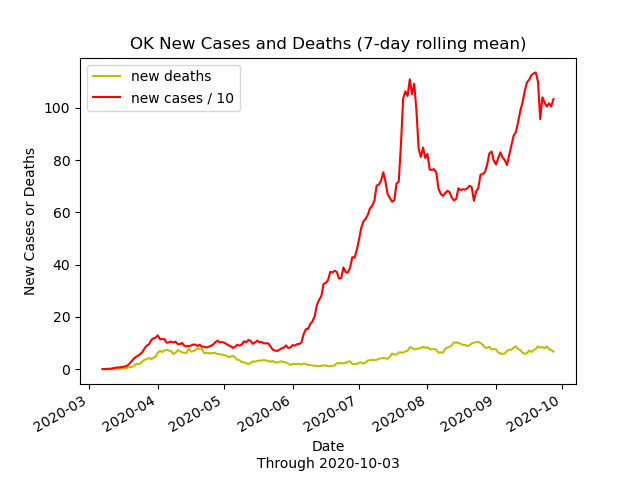 OK New Cases and Deaths (7-day rolling mean)
new deaths
new cases / 10
100
80
60
40
20
0
New Cases or Deaths
2020-03
2020-04
2020-05
2020-06
2020-07
2020-08
2020-09
2020-10
Date
Through 2020-10-03